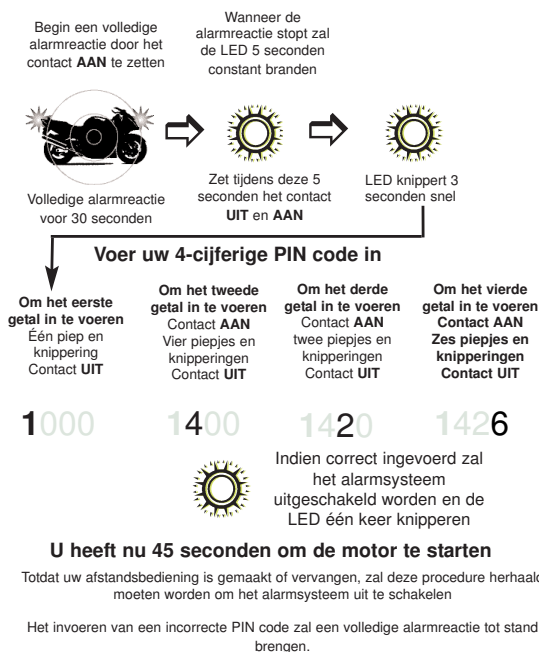 Begin een volledige
alarmreactie door het
contact AAN te zetten
Wanneer de
alarmreactie stopt zal
de LED 5 seconden
constant branden
Volledige alarmreactie
voor 30 seconden
Zet tijdens deze 5
seconden het contact
UIT en AAN
LED knippert 3
seconden snel
Voer uw 4-cijferige PIN code in
Om het eerste
getal in te voeren
Één piep en
knippering
Contact UIT
Om het tweede
getal in te voeren
Contact AAN
Vier piepjes en
knipperingen
Contact UIT
Om het derde
getal in te voeren
Contact AAN
twee piepjes en
knipperingen
Contact UIT
Om het vierde
getal in te voeren
Contact AAN
Zes piepjes en
knipperingen
Contact UIT
1000
1400
1420
1426
Indien correct ingevoerd zal
het alarmsysteem
uitgeschakeld worden en de
LED één keer knipperen
U heeft nu 45 seconden om de motor te starten
Totdat uw afstandsbediening is gemaakt of vervangen, zal deze procedure herhaald
moeten worden om het alarmsysteem uit te schakelen
Het invoeren van een incorrecte PIN code zal een volledige alarmreactie tot stand
brengen.